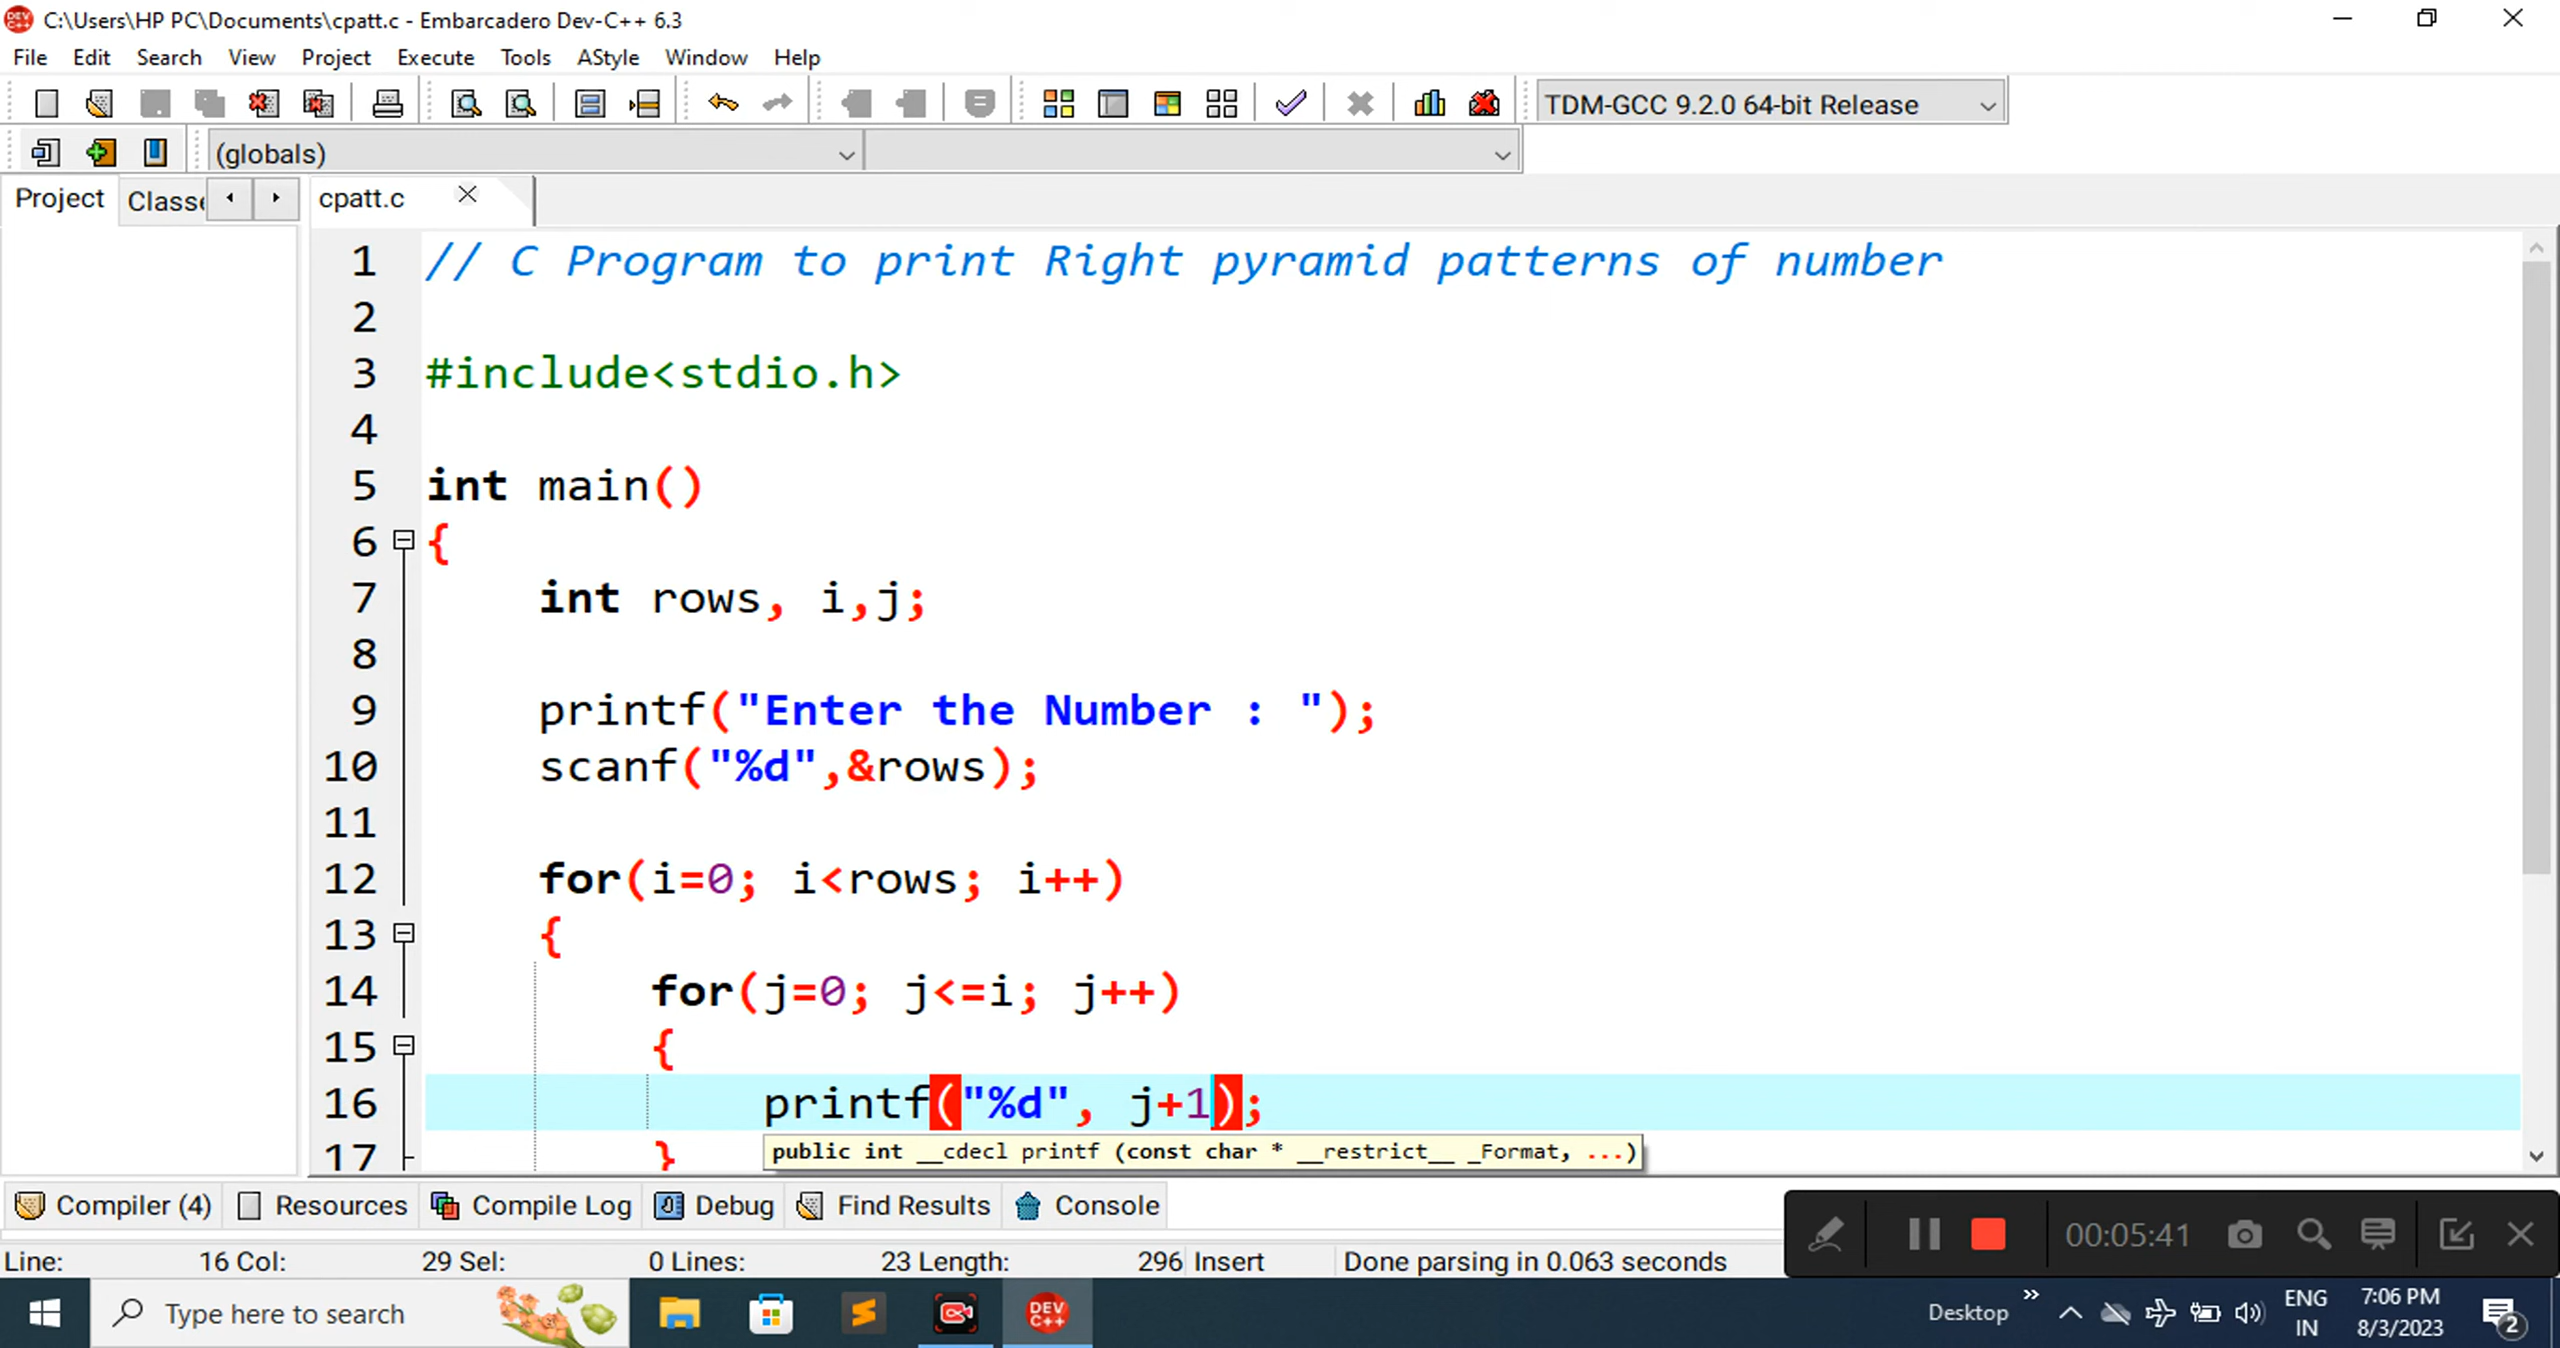 C:\Users\HP PC\Documents\cpatt.c - Embarcadero Dev-C++ 6.3
File Edit Search View Project Execute Tools AStyle Window Help
TDM-GCC 9.2.0 64-bit Release
(globals)
Project Classe cpatt.c
1 // C Program to print Right pyramid patterns of number
2
3 #include<stdio.h>
4
5 int main()
6 {
7 int rows, i,j;
8
9 printf("Enter the Number : ");
10 scanf("%d",&rows);
11
12 for(i=0; i<rows; i++)
13 {
14 for(j=0; j<=i; j++)
15 {
16 printf("%d", j+1);
public int __cdecl printf (const char * __restrict__ _Format, ...)
17 }
Compiler (4) Resources Compile Log Debug Find Results Console
00:05:41
Line: 16 Col: 29 Sel: 0 Lines: 23 Length: 296 Insert Done parsing in 0.063 seconds
Type here to search
DEV C++
Desktop
ENG
IN
7:06 PM
8/3/2023
2